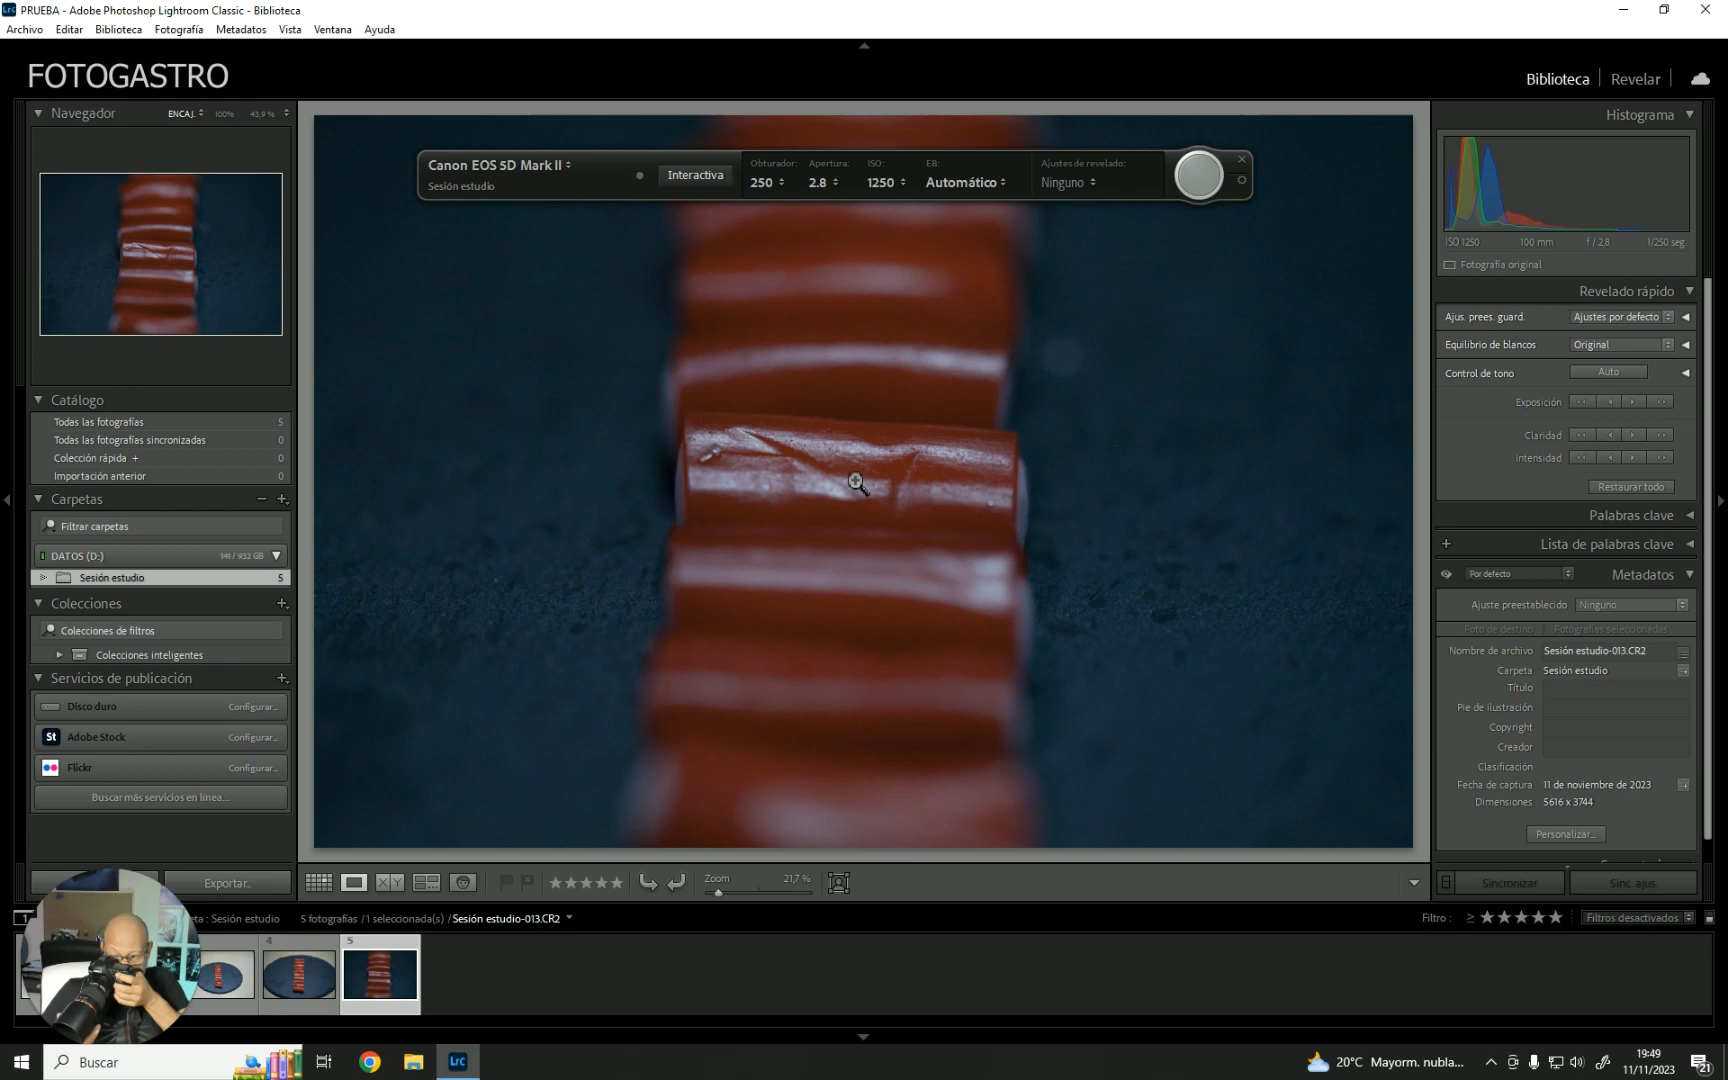 PRUEBA - Adobe Photoshop Lightroom Classic - Biblioteca
Archivo Editar Biblioteca Fotografía Metadatos Vista Ventana Ayuda
FOTOGASTRO
Biblioteca Revelar
Navegador ENCAJ. 100% 43,9 %
Histograma
Canon EOS 5D Mark II
Sesión estudio
Interactiva
Obturador: Apertura: ISO: EB: Ajustes de revelado:
250 2.8 1250 Automático Ninguno
ISO 1250 100 mm f / 2,8 1/250 seg
Fotografía original
Revelado rápido
Ajus. prees. guard. Ajustes por defecto
Equilibrio de blancos Original
Control de tono Auto
Exposición
Claridad
Intensidad
Restaurar todo
Palabras clave
Lista de palabras clave
Por defecto Metadatos
Ajuste preestablecido Ninguno
Foto de destino Fotografías seleccionadas
Nombre de archivo Sesión estudio-013.CR2
Carpeta Sesión estudio
Título
Pie de ilustración
Copyright
Creador
Clasificación
Fecha de captura 11 de noviembre de 2023
Dimensiones 5616 x 3744
Personalizar...
Sincronizar Sinc. ajus.
Catálogo
Todas las fotografías 5
Todas las fotografías sincronizadas 0
Colección rápida + 0
Importación anterior 0
Carpetas
Filtrar carpetas
DATOS (D:) 141 / 932 GB
Sesión estudio 5
Colecciones
Colecciones de filtros
Colecciones inteligentes
Servicios de publicación
Disco duro Configurar...
St Adobe Stock Configurar...
Flickr Configurar...
Buscar más servicios en línea...
Exportar...
XY
Zoom 21,7 %
1
: Sesión estudio 5 fotografías / 1 seleccionada(s) / Sesión estudio-013.CR2
Filtro : ≥ Filtros desactivados
4 5
Buscar
Lrc
20°C Mayorm. nubla...
19:49
11/11/2023
21